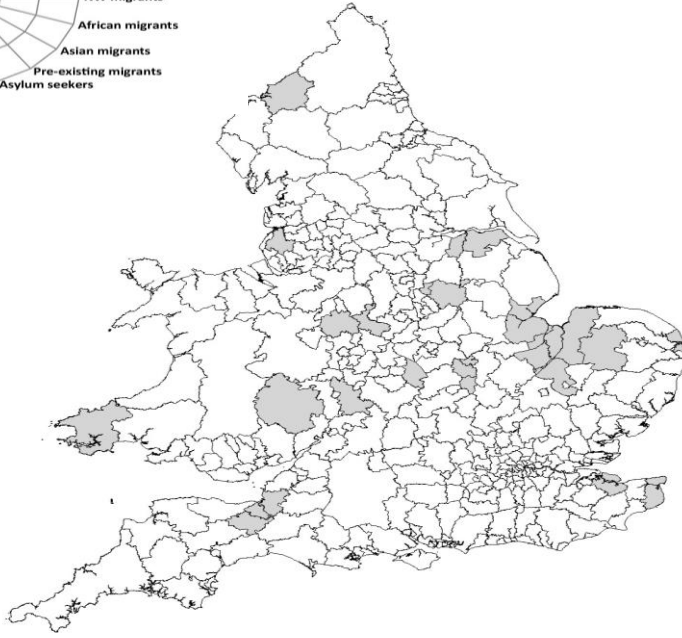 African migrants
Asian migrants
Pre-existing migrants
Asylum seekers